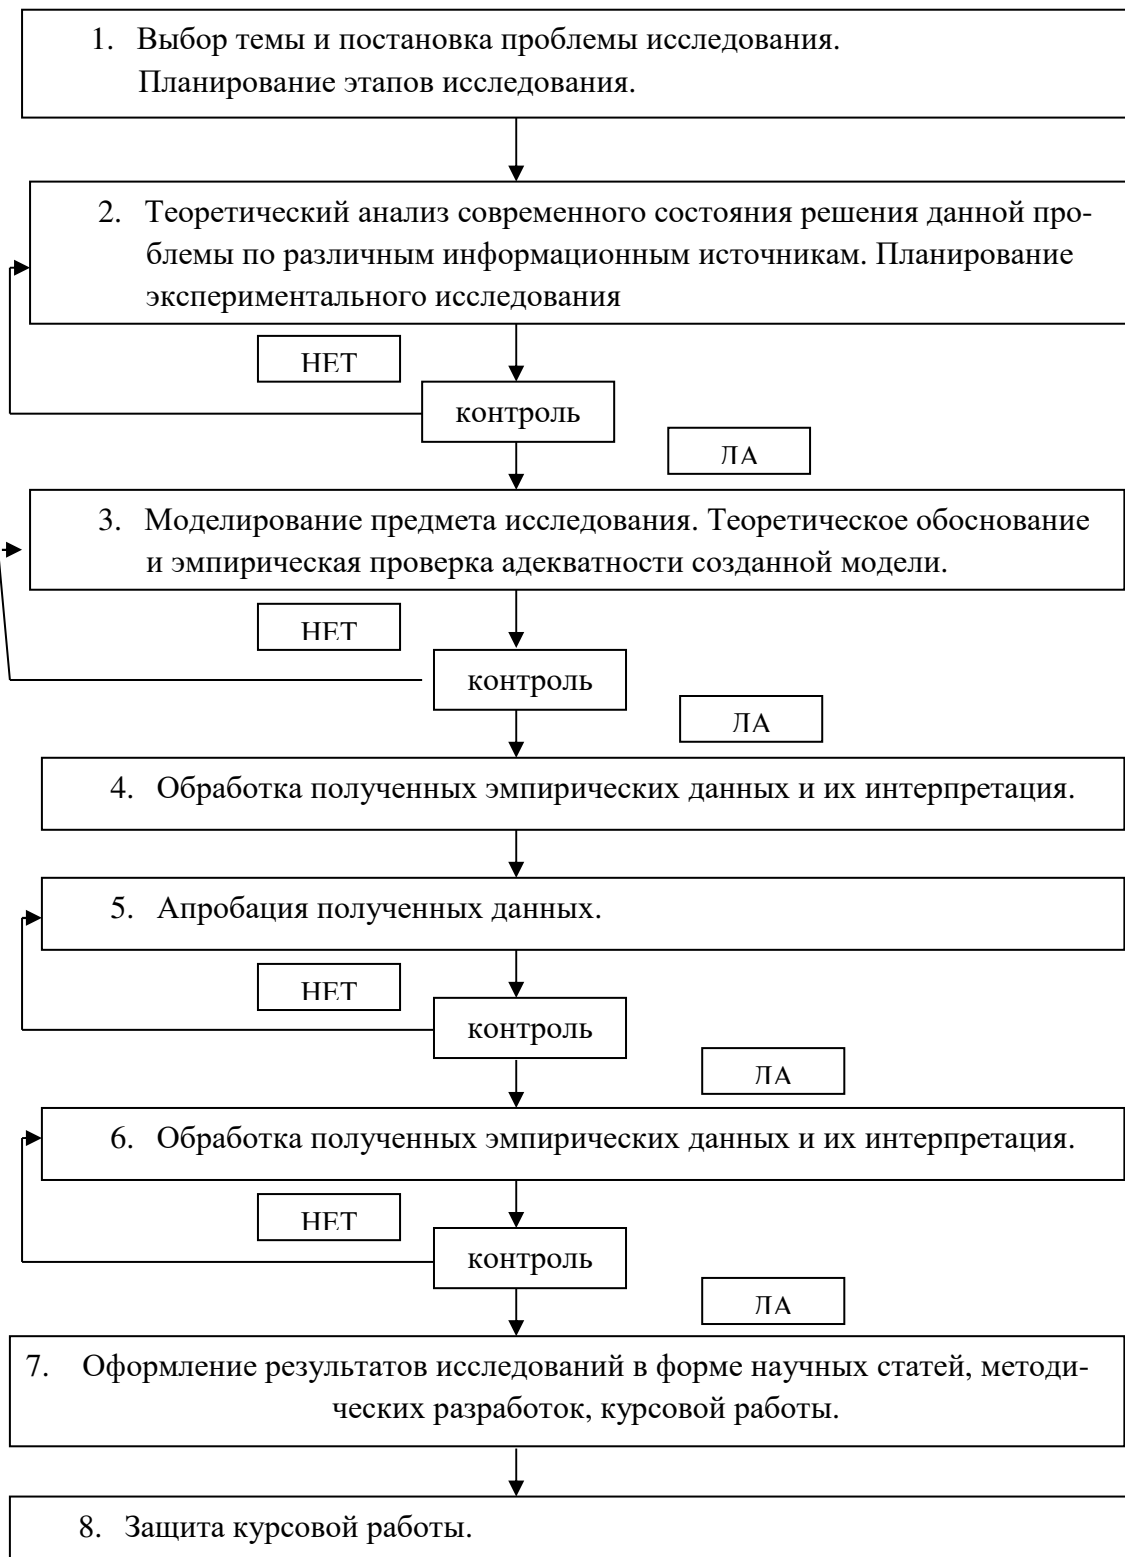 1. Выбор темы и постановка проблемы исследования.
Планирование этапов исследования.
2. Теоретический анализ современного состояния решения данной про-
блемы по различным информационным источникам. Планирование
экспериментального исследования
НЕТ
контроль
ДА
3. Моделирование предмета исследования. Теоретическое обоснование
и эмпирическая проверка адекватности созданной модели.
НЕТ
контроль
ДА
4. Обработка полученных эмпирических данных и их интерпретация.
5. Апробация полученных данных.
НЕТ
контроль
ДА
6. Обработка полученных эмпирических данных и их интерпретация.
НЕТ
контроль
ДА
7. Оформление результатов исследований в форме научных статей, методи-
ческих разработок, курсовой работы.
8. Защита курсовой работы.